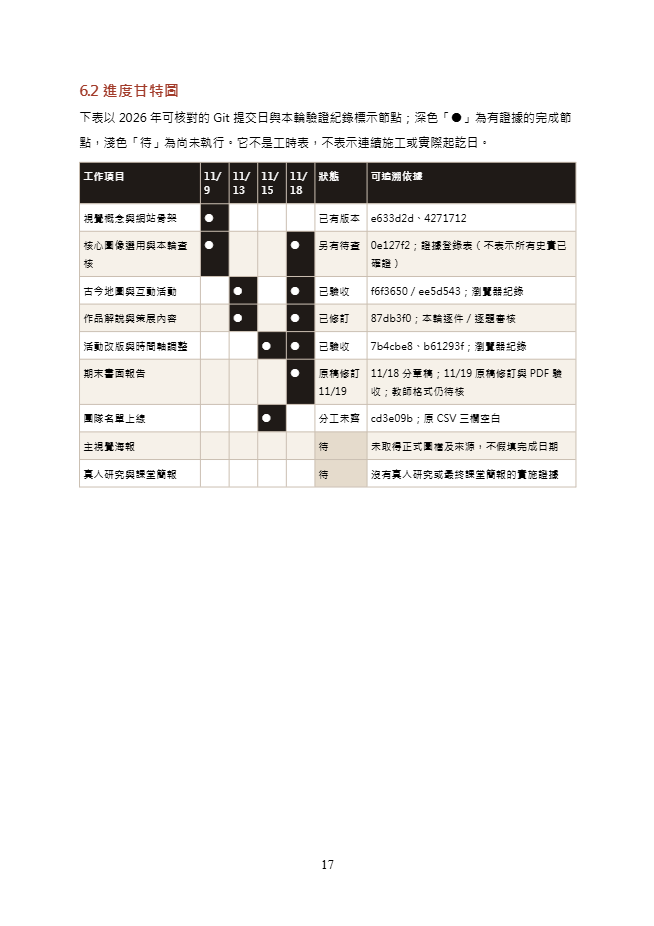 6.2 進度甘特圖
下表以 2026 年可核對的 Git 提交日與本輪驗證紀錄標示節點；深色「●」為有證據的完成節
點，淺色「待」為尚未執行。它不是工時表，不表示連續施工或實際起訖日。
工作項目 11/9 11/13 11/15 11/18 狀態 可追溯依據
視覺概念與網站骨架 ● 已有版本 e633d2d、4271712
核心圖像選用與本輪查核 ● ● 另有待查 0e127f2；證據登錄表（不表示所有史實已確證）
古今地圖與互動活動 ● ● 已驗收 f6f3650 / ee5d543；瀏覽器紀錄
作品解說與策展內容 ● ● 已修訂 87db3f0；本輪逐件 / 逐題審核
活動改版與時間軸調整 ● ● 已驗收 7b4cbe8、b61293f；瀏覽器紀錄
期末書面報告 ● 原稿修訂 11/19 11/18 分章稿；11/19 原稿修訂與 PDF 驗收；教師格式仍待核
團隊名單上線 ● 分工未齊 cd3e09b；原 CSV 三欄空白
主視覺海報 待 未取得正式圖檔及來源，不假填完成日期
真人研究與課堂簡報 待 沒有真人研究或最終課堂簡報的實施證據
17